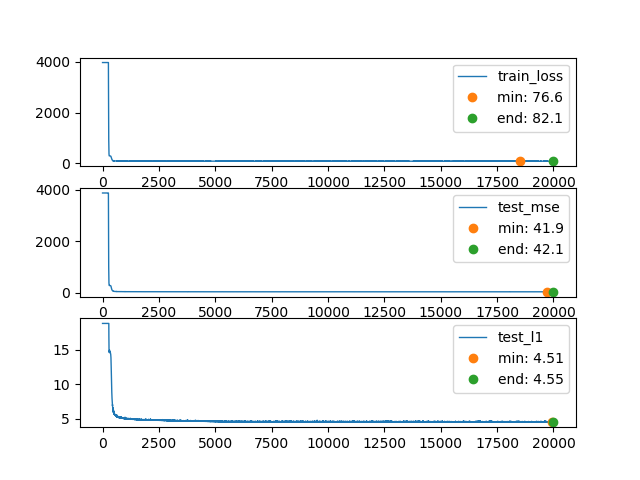 4000
2000
0
train_loss
min: 76.6
end: 82.1
0 2500 5000 7500 10000 12500 15000 17500 20000
4000
2000
0
test_mse
min: 41.9
end: 42.1
0 2500 5000 7500 10000 12500 15000 17500 20000
15
10
5
test_l1
min: 4.51
end: 4.55
0 2500 5000 7500 10000 12500 15000 17500 20000